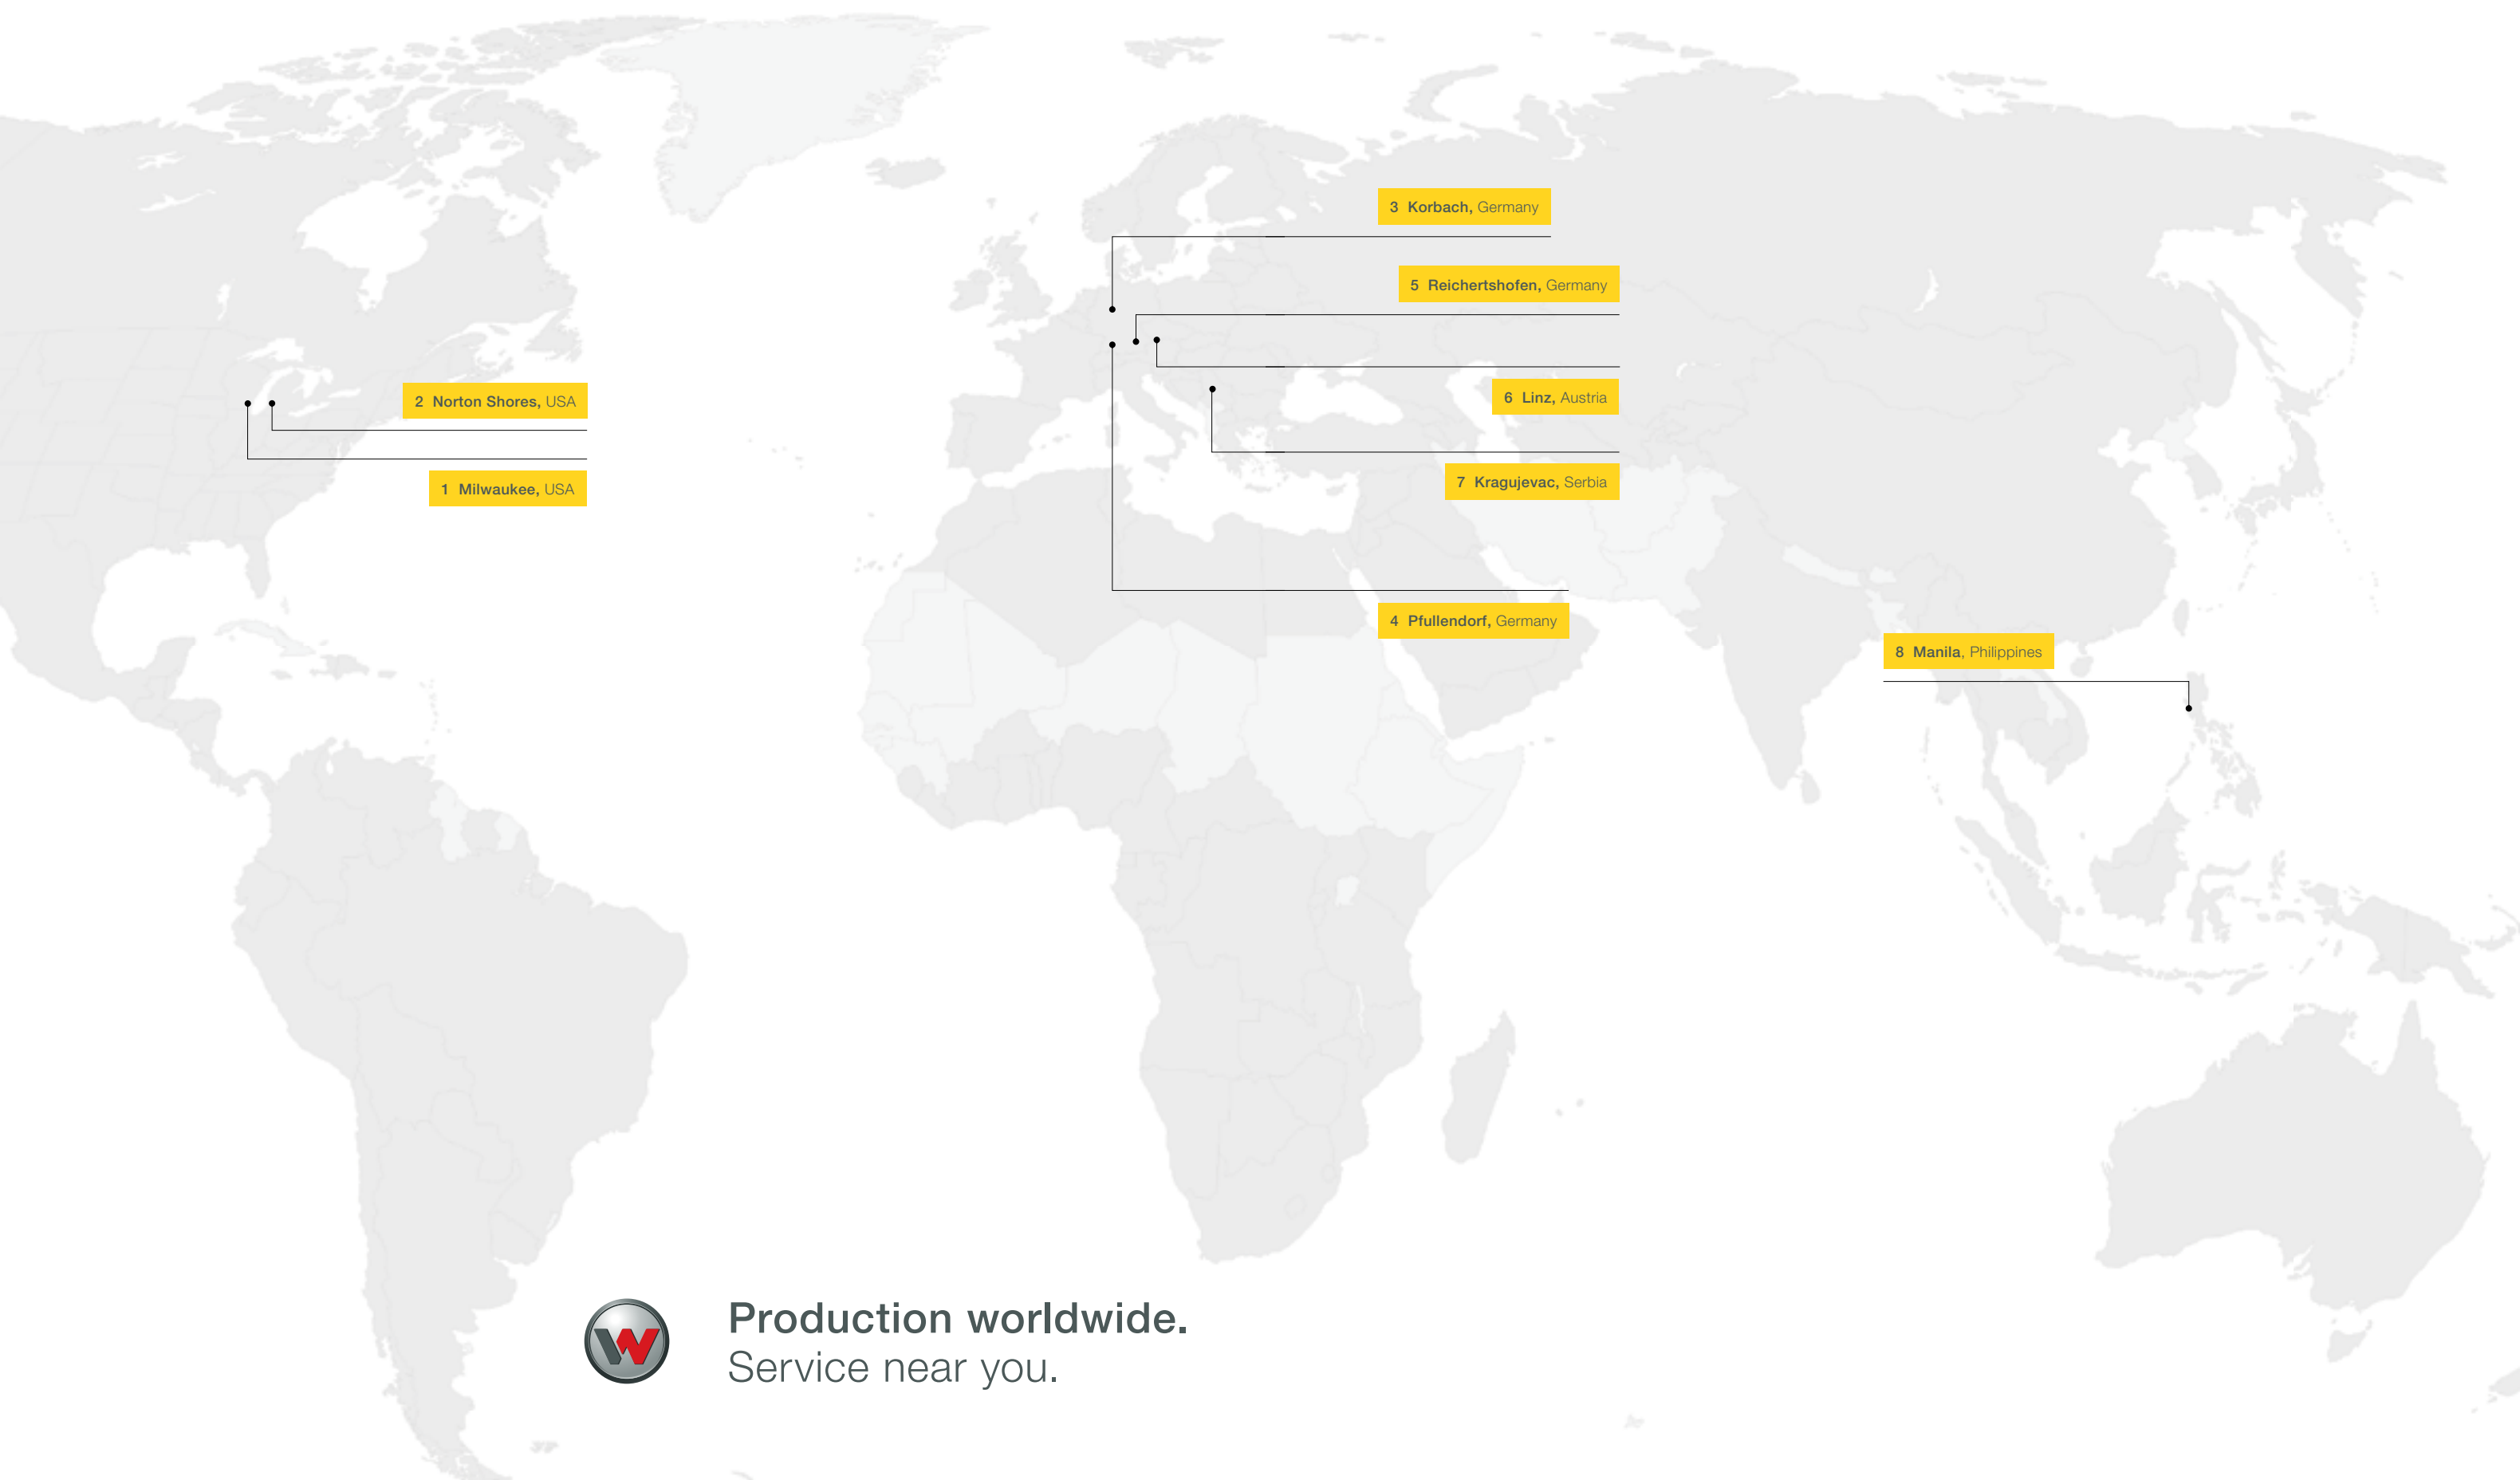 3 Korbach, Germany
5 Reichertshofen, Germany
2 Norton Shores, USA
6 Linz, Austria
1 Milwaukee, USA
7 Kragujevac, Serbia
4 Pfullendorf, Germany
8 Manila, Philippines
Production worldwide.
Service near you.